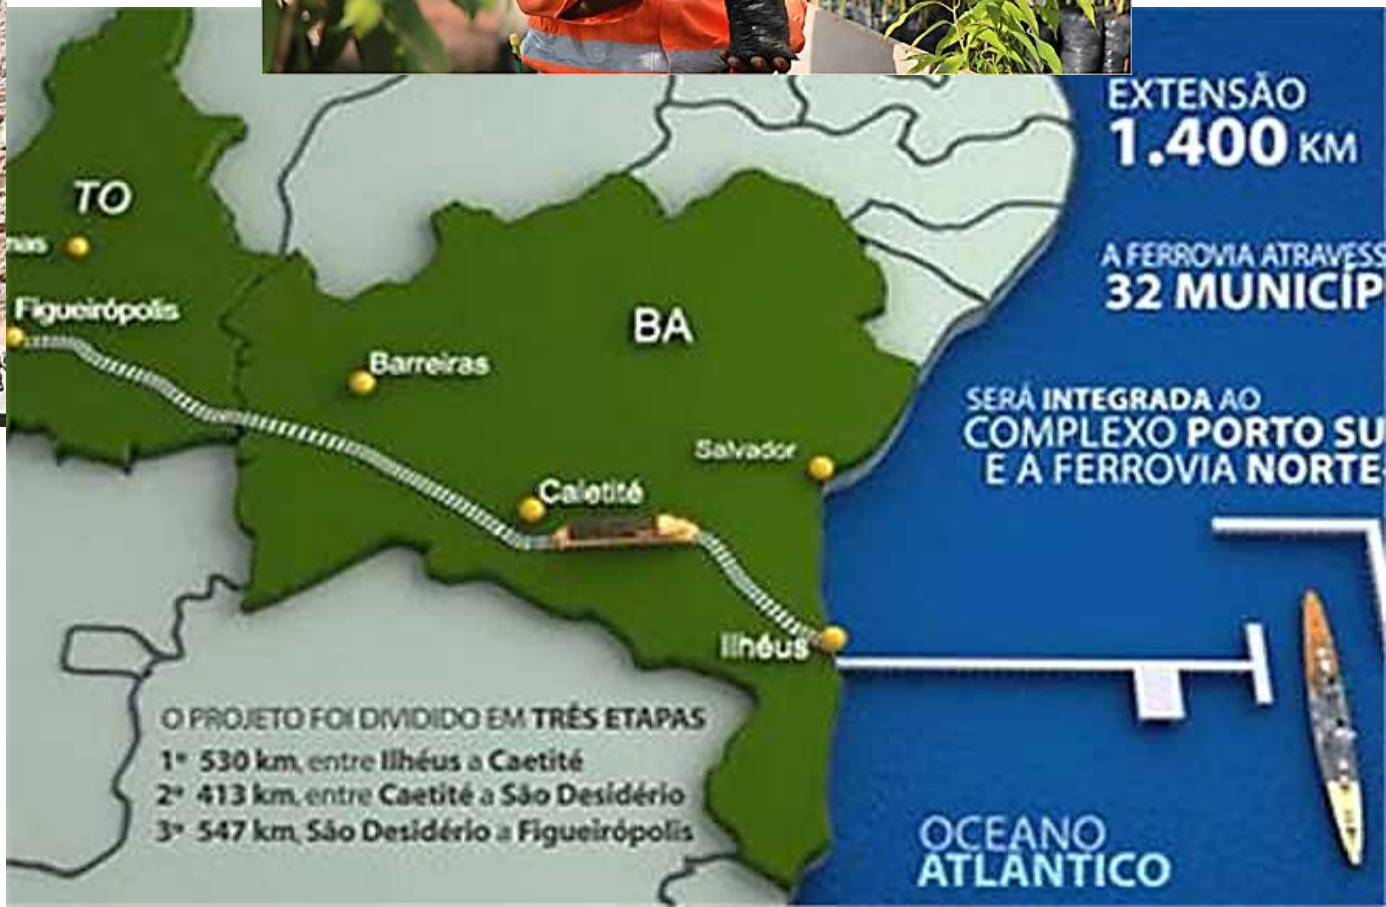 EXTENSÃO
1.400 KM
A FERROVIA ATRAVESS
32 MUNICÍP
SERÁ INTEGRADA AO
COMPLEXO PORTO SU
E A FERROVIA NORTE-
TO
nas
Figueirópolis
BA
Barreiras
Salvador
Caietité
Ilhéus
O PROJETO FOI DIVIDIDO EM TRÊS ETAPAS
1ª 530 km, entre Ilhéus a Caetité
2ª 413 km, entre Caetité a São Desidério
3ª 547 km, São Desidério a Figueirópolis
OCEANO
ATLÂNTICO